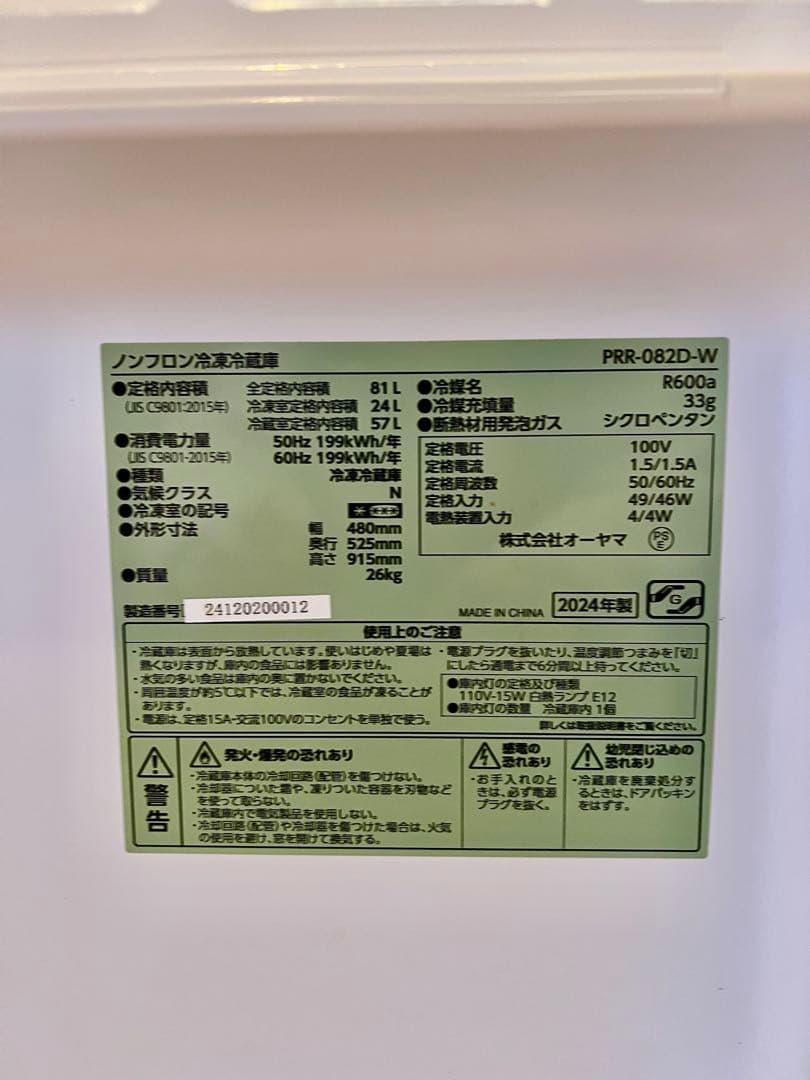 ノンフロン冷凍冷蔵庫 PRR-082D-W
●定格内容積 全定格内容積 81L
(JIS C9801:2015年) 冷凍室定格内容積 24L
冷蔵室定格内容積 57L
●消費電力量 50Hz 199kWh/年
(JIS C9801-2015年) 60Hz 199kWh/年
●種類 冷凍冷蔵庫
●気候クラス N
●冷凍室の記号
●外形寸法 幅 480mm
奥行 525mm
高さ 915mm
●質量 26kg
●冷媒名 R600a
●冷媒充填量 33g
●断熱材用発泡ガス シクロペンタン
定格電圧 100V
定格電流 1.5/1.5A
定格周波数 50/60Hz
定格入力 49/46W
電熱装置入力 4/4W
株式会社オーヤマ PSE
製造番号 24120200012 MADE IN CHINA 2024年製 G
使用上のご注意
・冷蔵庫は表面から放熱しています。使いはじめや夏場は
熱くなりますが、庫内の食品には影響ありません。
・水気の多い食品は庫内の奥に置かないでください。
・周囲温度が約5℃以下では、冷蔵室の食品が凍ることが
あります。
・電源は、定格15A-交流100Vのコンセントを単独で使う。
・電源プラグを抜いたり、温度調節つまみを「切」
にしたら通電まで6分間以上待ってください。
●庫内灯の定格及び種類
110V-15W 白熱ランプ E12
●庫内灯の数量 冷蔵庫内 1個
詳しくは取扱説明書をご覧ください。
警告
発火・爆発の恐れあり
・冷蔵庫本体の冷却回路(配管)を傷つけない。
・冷却器についた霜や、凍りついた容器を刃物など
を使って取らない。
・冷蔵庫内で電気製品を使用しない。
・冷却回路(配管)や冷却器を傷つけた場合は、火気
の使用を避け、窓を開けて換気する。
感電の
恐れあり
・お手入れのと
きは、必ず電源
プラグを抜く。
幼児閉じ込めの
恐れあり
・冷蔵庫を廃棄処分す
るときは、ドアパッキン
をはずす。